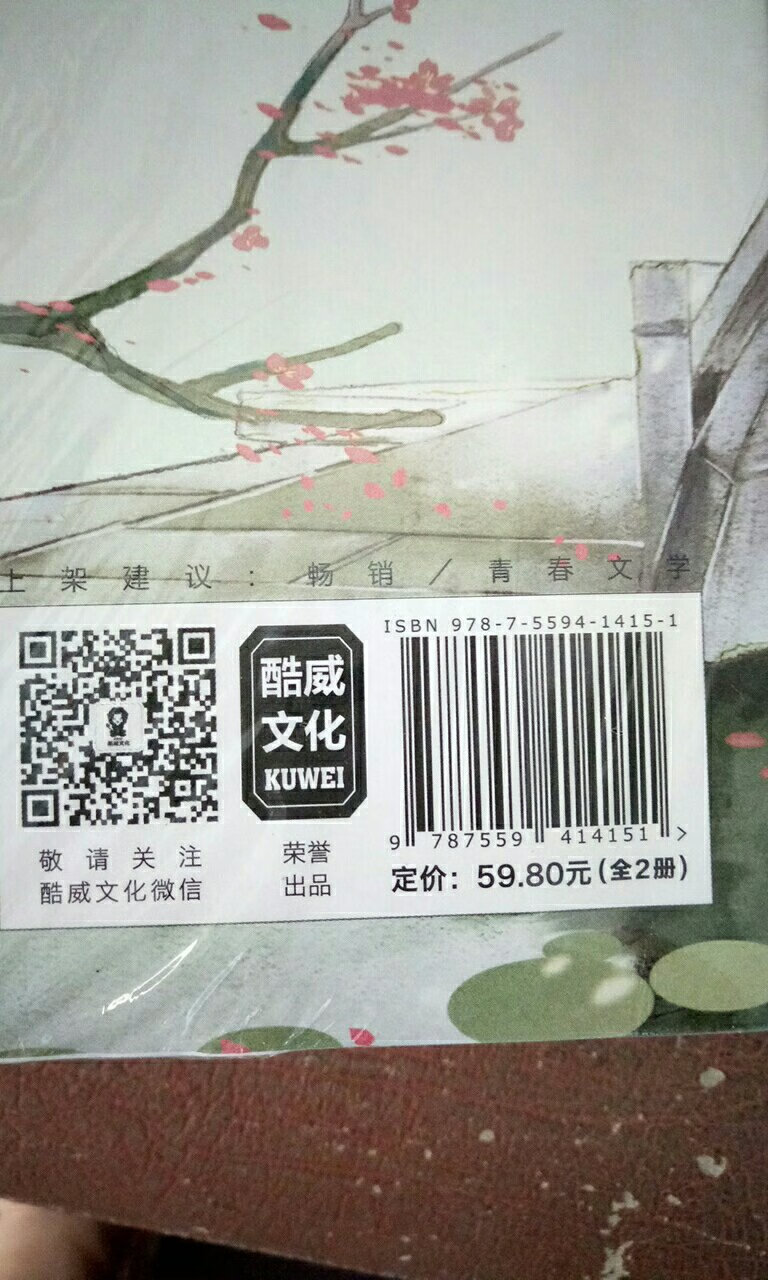 上架建议：畅销／青春文学
ISBN 978-7-5594-1415-1
酷威
文化
KUWEI
9 787559 414151 >
敬请关注
酷威文化微信
荣誉
出品
定价：59.80元(全2册)